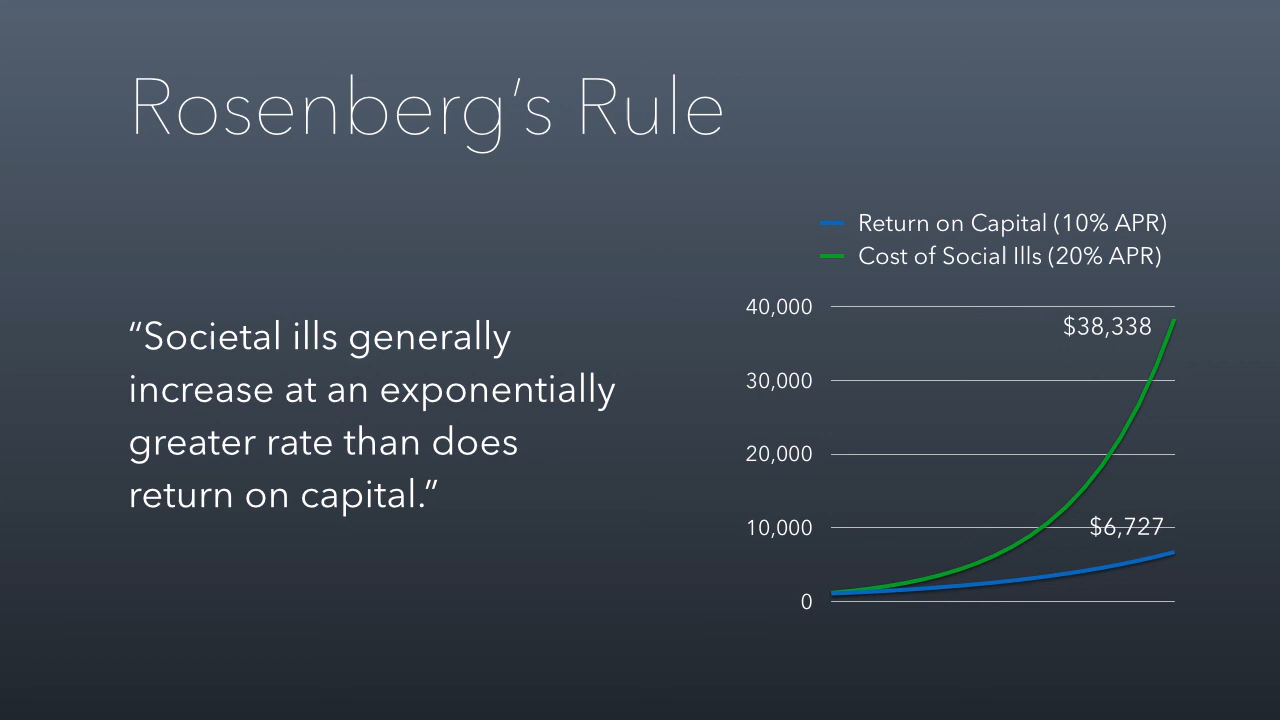 Rosenberg’s Rule
“Societal ills generally
increase at an exponentially
greater rate than does
return on capital.”
Return on Capital (10% APR)
Cost of Social Ills (20% APR)
40,000
$38,338
30,000
20,000
10,000
$6,727
0